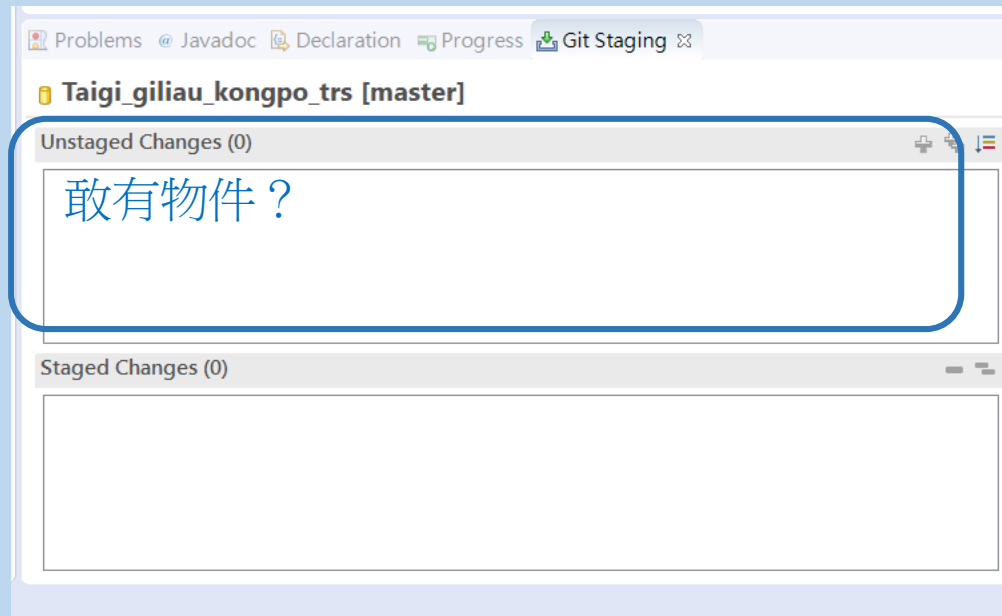 Problems @ Javadoc Declaration Progress Git Staging
Taigi_giliau_kongpo_trs [master]
Unstaged Changes (0)
敢有物件？
Staged Changes (0)